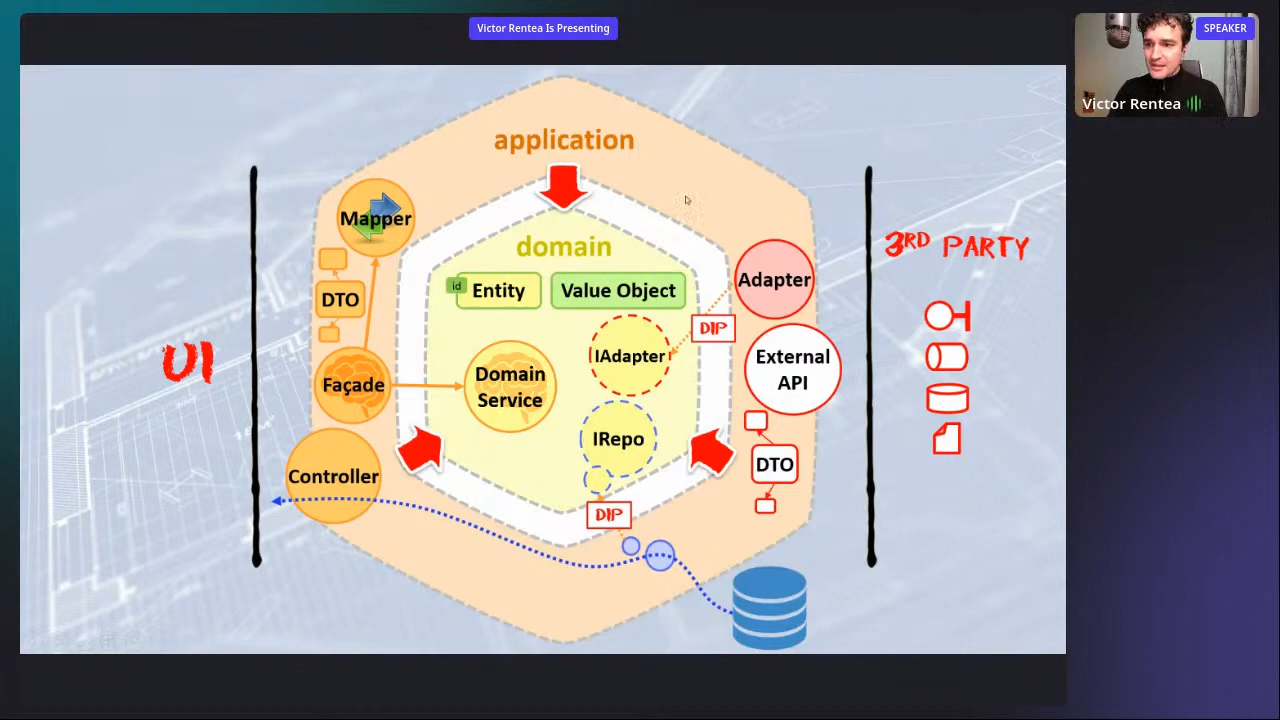 Victor Rentea Is Presenting
SPEAKER
Victor Rentea
application
Mapper
domain
3RD PARTY
id
Entity
Value Object
Adapter
DTO
DIP
IAdapter
External
API
UI
Façade
Domain
Service
IRepo
Controller
DTO
DIP